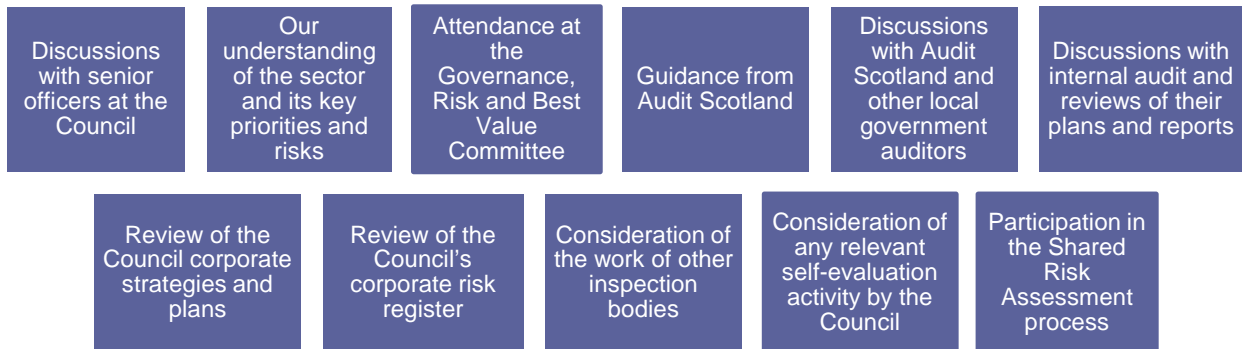 Discussions
with senior
officers at the
Council
Our
understanding
of the sector
and its key
priorities and
risks
Attendance at
the
Governance,
Risk and Best
Value
Committee
Guidance from
Audit Scotland
Discussions
with Audit
Scotland and
other local
government
auditors
Discussions with
internal audit and
reviews of their
plans and reports
Review of the
Council corporate
strategies and
plans
Review of the
Council's
corporate risk
register
Consideration of
the work of other
inspection
bodies
Consideration of
any relevant
self-evaluation
activity by the
Council
Participation in
the Shared
Risk
Assessment
process